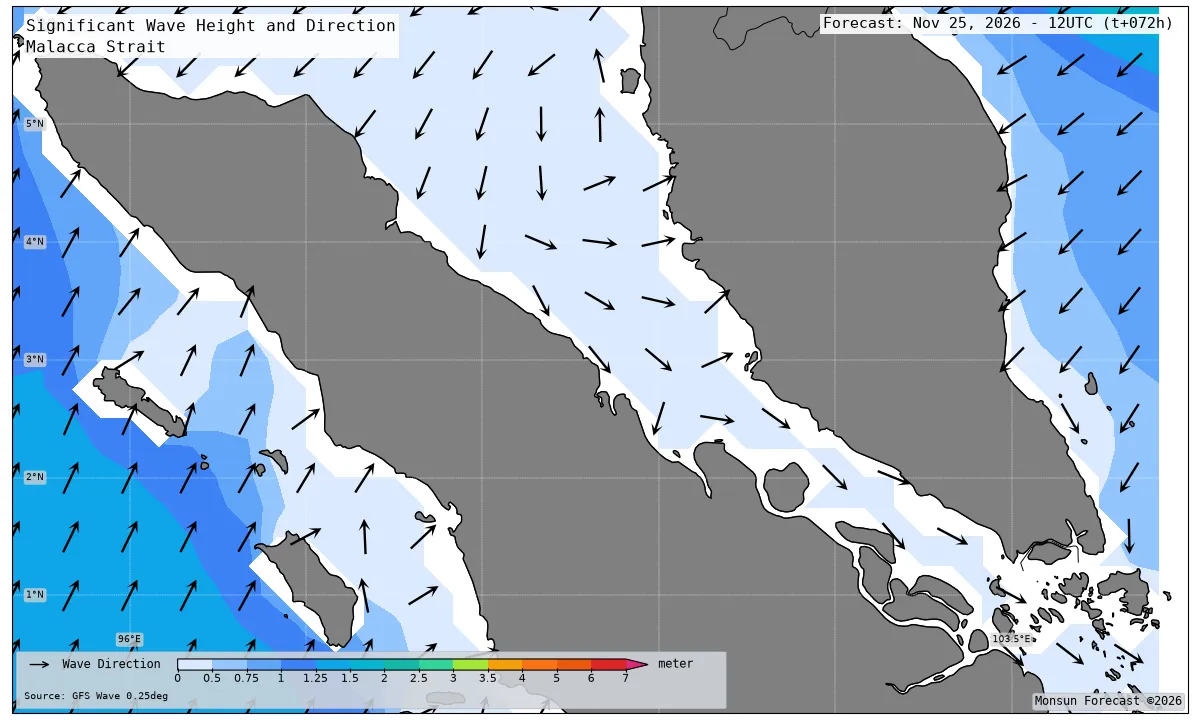 Significant Wave Height and Direction
Malacca Strait
Forecast: Nov 25, 2026 - 12UTC (t+072h)
5°N
4°N
3°N
2°N
1°N
96°E
103.5°E
Wave Direction
0 0.5 0.75 1 1.25 1.5 2 2.5 3 3.5 4 5 6 7
meter
Source: GFS Wave 0.25deg
Monsun Forecast ©2026